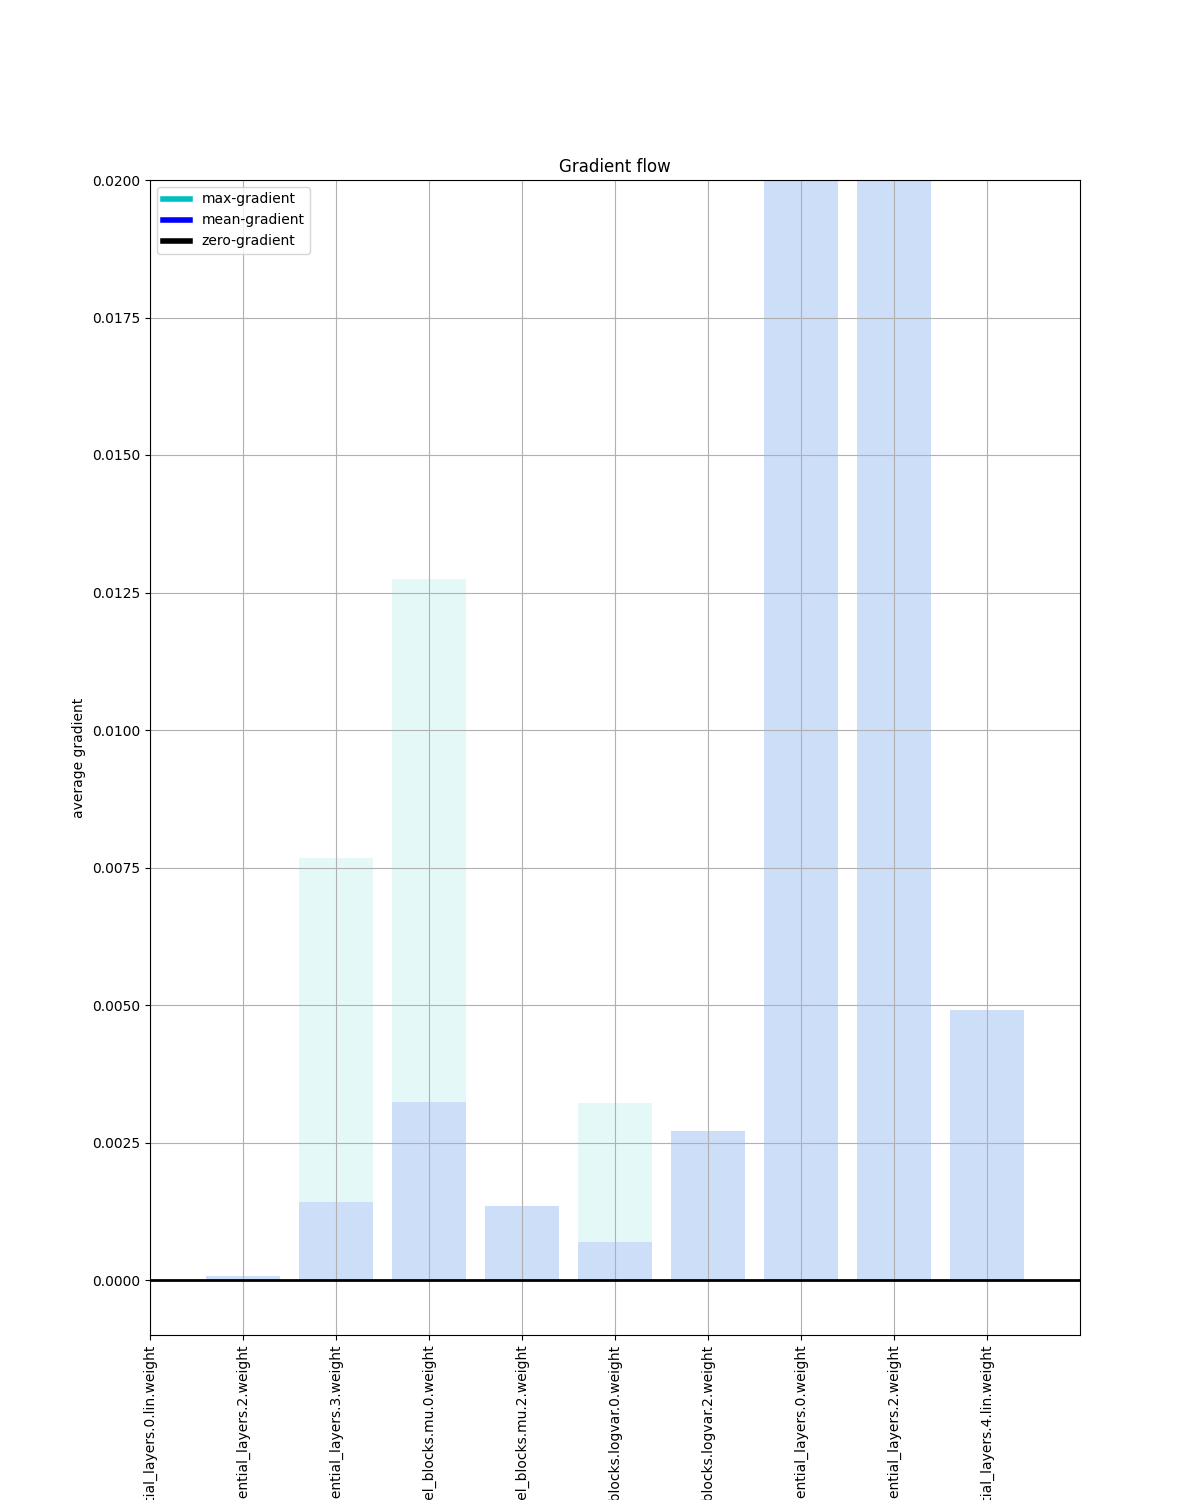 Gradient flow
max-gradient
mean-gradient
zero-gradient
average gradient
0.0200
0.0175
0.0150
0.0125
0.0100
0.0075
0.0050
0.0025
0.0000
tial_layers.0.lin.weight
ential_layers.2.weight
ential_layers.3.weight
el_blocks.mu.0.weight
el_blocks.mu.2.weight
blocks.logvar.0.weight
blocks.logvar.2.weight
ential_layers.0.weight
ential_layers.2.weight
tial_layers.4.lin.weight